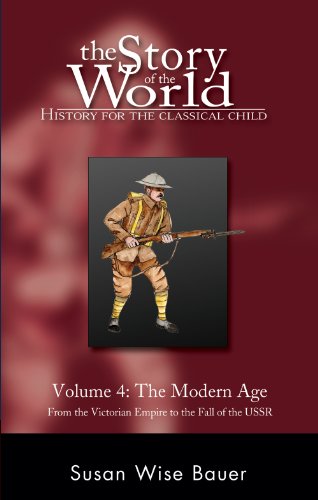 the Story
of the
World
HISTORY FOR THE CLASSICAL CHILD
Volume 4: The Modern Age
From the Victorian Empire to the Fall of the USSR
Susan Wise Bauer